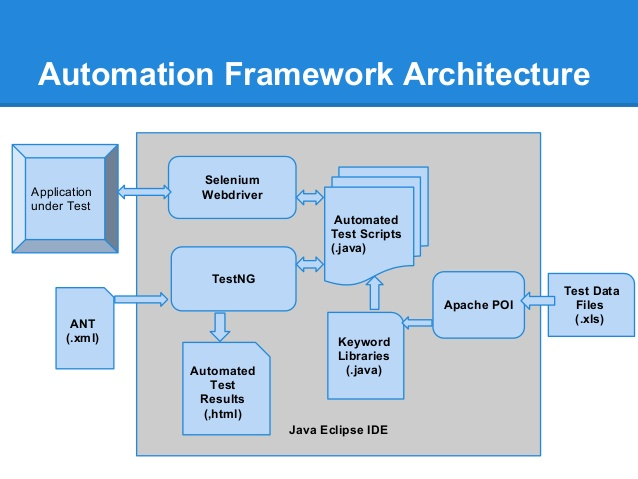 Automation Framework Architecture
Application
under Test
Selenium
Webdriver
Automated
Test Scripts
(.java)
TestNG
Apache POI
Test Data
Files
(.xls)
ANT
(.xml)
Keyword
Libraries
(.java)
Automated
Test
Results
(,html)
Java Eclipse IDE